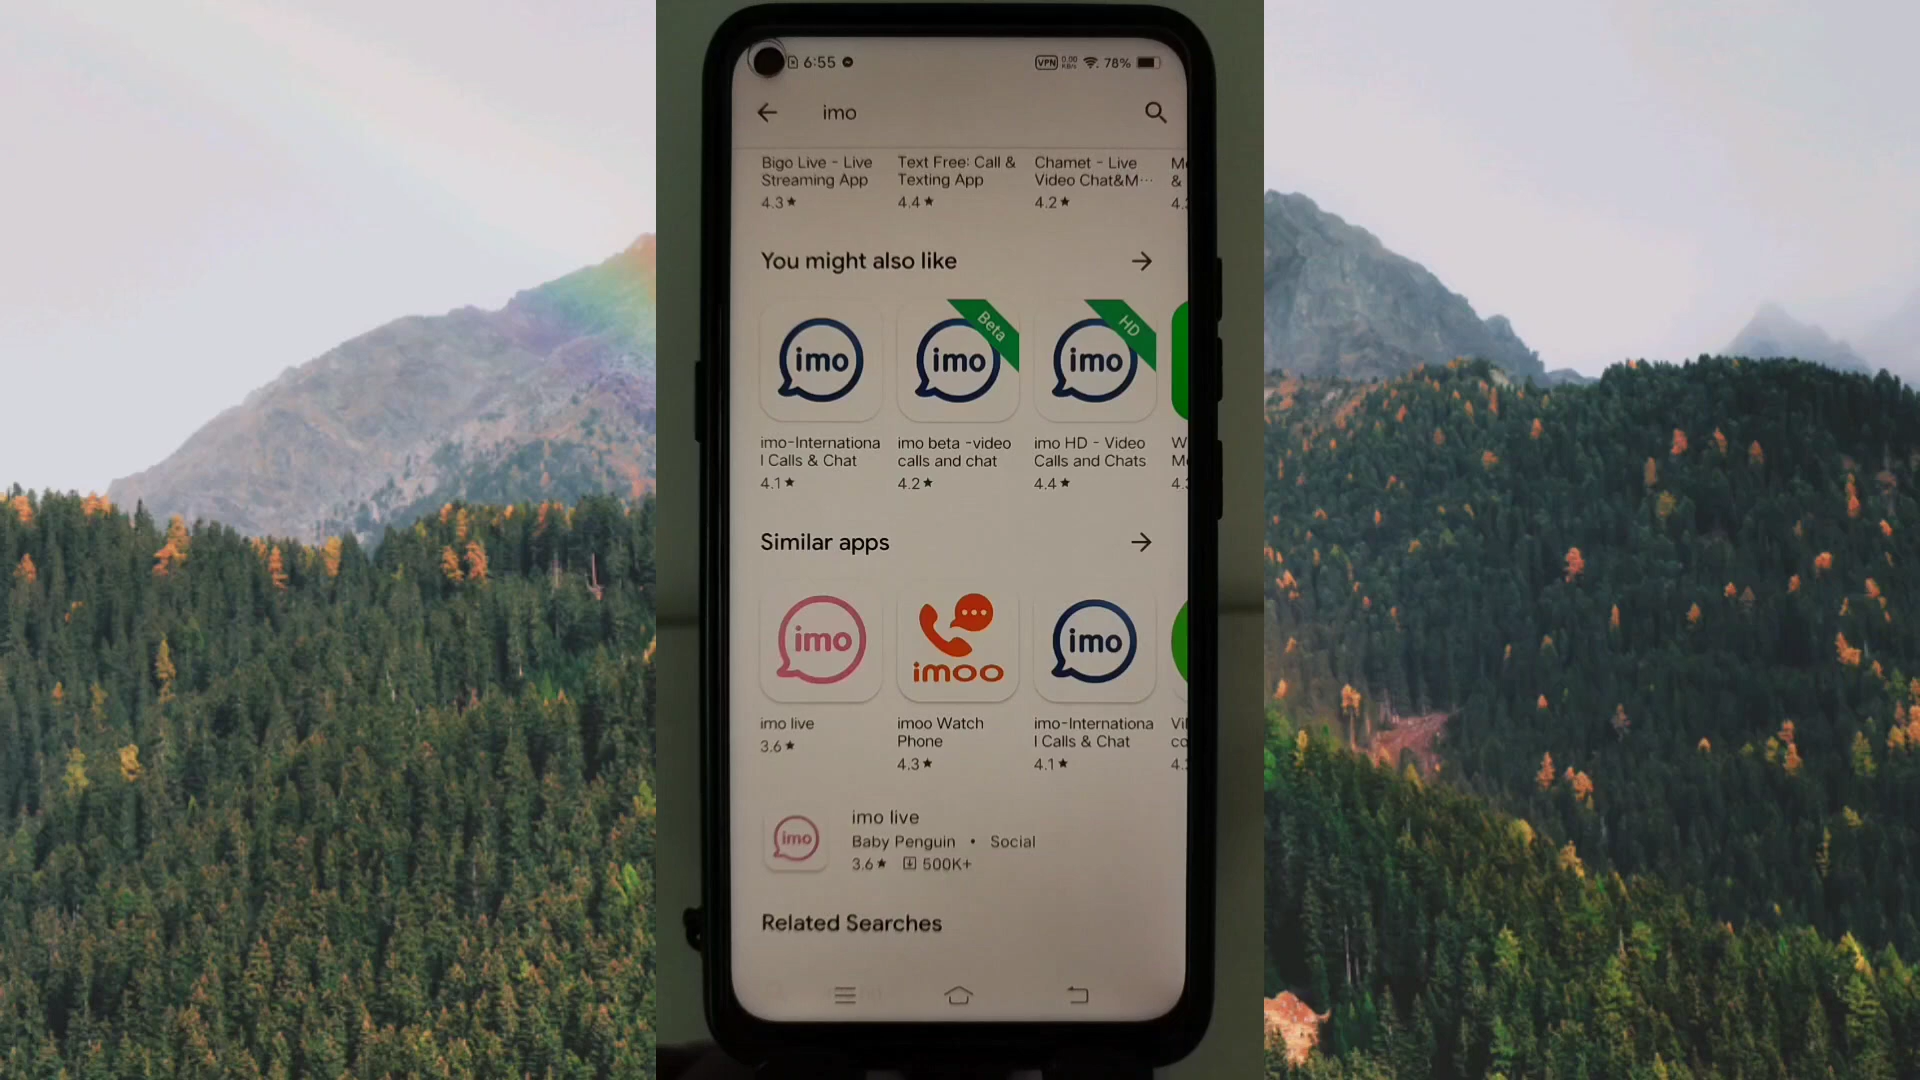 6:55 VPN 0.00 KB/s 78%
imo
Bigo Live - Live Text Free: Call & Chamet - Live
Streaming App Texting App Video Chat&M... &
4.3★ 4.4★ 4.2★
You might also like
imo imo Beta imo HD
imo-Internationa imo beta -video imo HD - Video W
l Calls & Chat calls and chat Calls and Chats
4.1★ 4.2★ 4.4★
Similar apps
imo imoo imo
imo live imoo Watch imo-Internationa
Phone l Calls & Chat
3.6★ 4.3★ 4.1★
imo imo live
Baby Penguin • Social
3.6★ 500K+
Related Searches